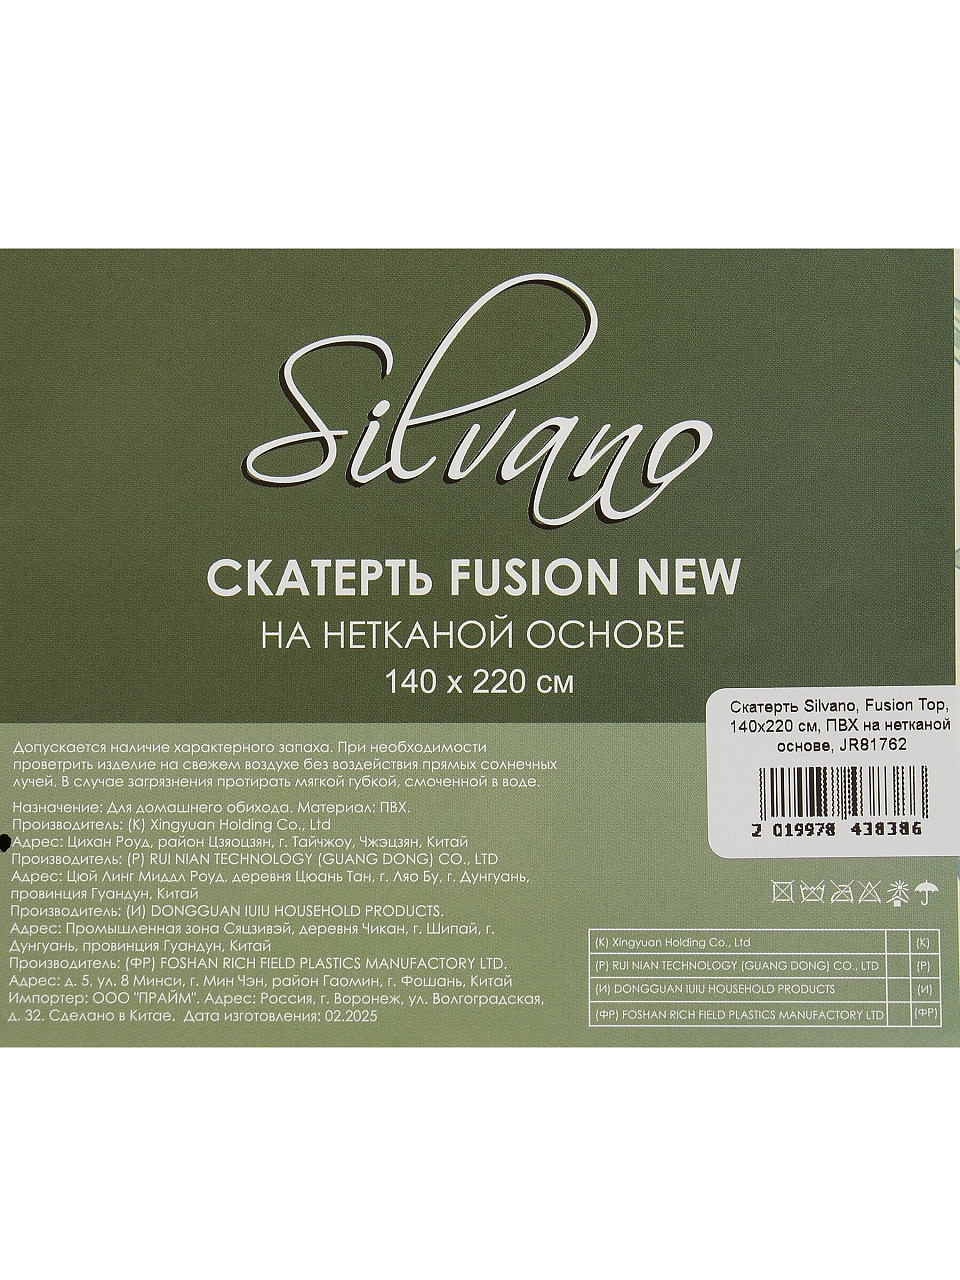 Silvano
СКАТЕРТЬ FUSION NEW
НА НЕТКАНОЙ ОСНОВЕ
140 х 220 см
Допускается наличие характерного запаха. При необходимости
проветрить изделие на свежем воздухе без воздействия прямых солнечных
лучей. В случае загрязнения протирать мягкой губкой, смоченной в воде.
Назначение: Для домашнего обихода. Материал: ПВХ.
Производитель: (К) Xingyuan Holding Co., Ltd
Адрес: Цихан Роуд, район Цзяоцзян, г. Тайчжоу, Чжэцзян, Китай
Производитель: (Р) RUI NIAN TECHNOLOGY (GUANG DONG) CO., LTD
Адрес: Цюй Линг Миддл Роуд, деревня Цюань Тан, г. Ляо Бу, г. Дунгуань,
провинция Гуандун, Китай
Производитель: (И) DONGGUAN IUIU HOUSEHOLD PRODUCTS.
Адрес: Промышленная зона Сяцзивэй, деревня Чикан, г. Шипай, г.
Дунгуань, провинция Гуандун, Китай
Производитель: (ФР) FOSHAN RICH FIELD PLASTICS MANUFACTORY LTD.
Адрес: д. 5, ул. 8 Минси, г. Мин Чэн, район Гаомин, г. Фошань, Китай
Импортер: ООО "ПРАЙМ". Адрес: Россия, г. Воронеж, ул. Волгоградская,
д. 32. Сделано в Китае. Дата изготовления: 02.2025
Скатерть Silvano, Fusion Top,
140х220 см, ПВХ на нетканой
основе, JR81762
2 019978 438386
(К) Xingyuan Holding Co., Ltd (К)
(Р) RUI NIAN TECHNOLOGY (GUANG DONG) CO., LTD (Р)
(И) DONGGUAN IUIU HOUSEHOLD PRODUCTS (И)
(ФР) FOSHAN RICH FIELD PLASTICS MANUFACTORY LTD (ФР)